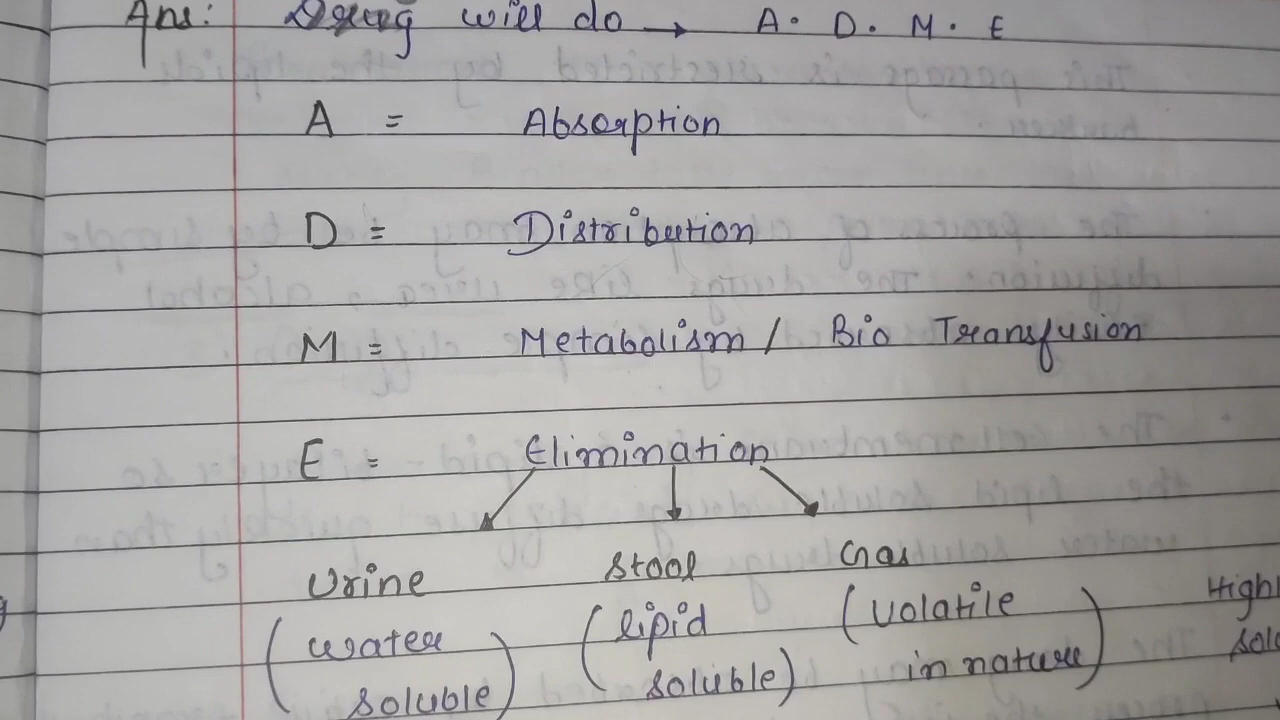 Ans: Drug will do → A. D. M. E
A = Absorption
D = Distribution
M = Metabolism / Bio Transfusion
E = Elimination
Urine stool Gas
(water soluble) (lipid soluble) (volatile in nature)